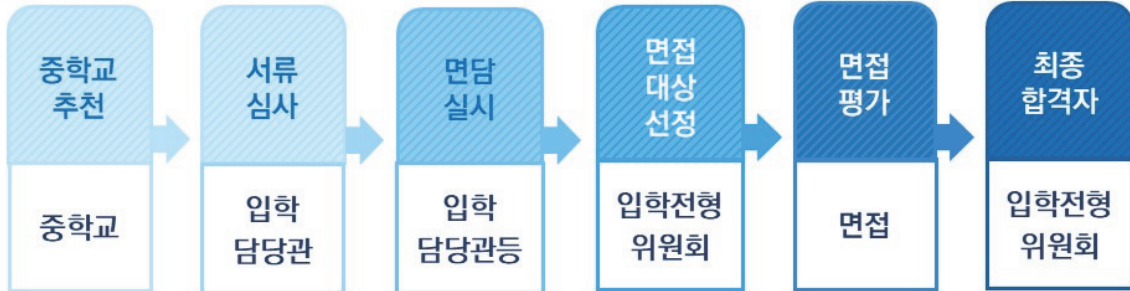 중학교
추천
서류
심사
면담
실시
면접
대상
선정
면접
평가
최종
합격자
중학교
입학
담당관
입학
담당관등
입학전형
위원회
면접
입학전형
위원회